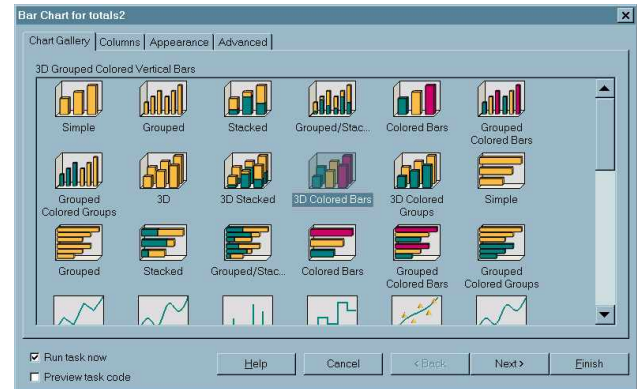 Bar Chart for totals2
Chart Gallery Columns Appearance Advanced
3D Grouped Colored Vertical Bars
Simple Grouped Stacked Grouped/Stac... Colored Bars Grouped
Colored Bars
Grouped
Colored Groups 3D 3D Stacked 3D Colored Bars 3D Colored
Groups Simple
Grouped Stacked Grouped/Stac... Colored Bars Grouped
Colored Bars Grouped
Colored Groups
Run task now
Preview task code
Help Cancel <Back Next> Finish